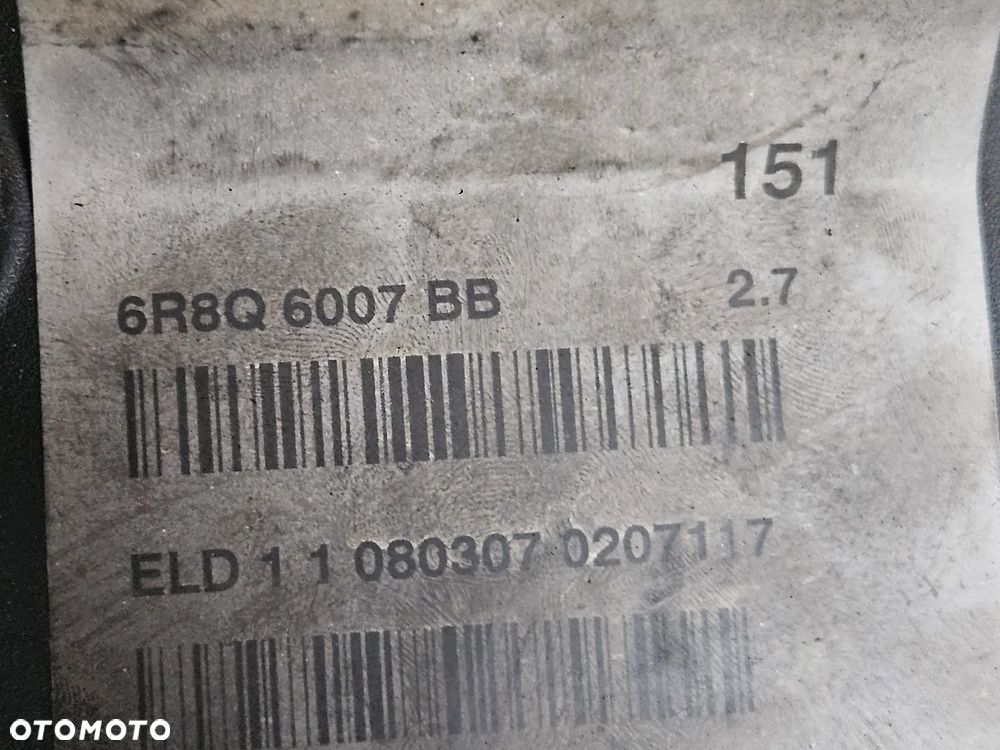 151
6R8Q 6007 BB 2.7
ELD 1 1 080307 0207117
OTOMOTO